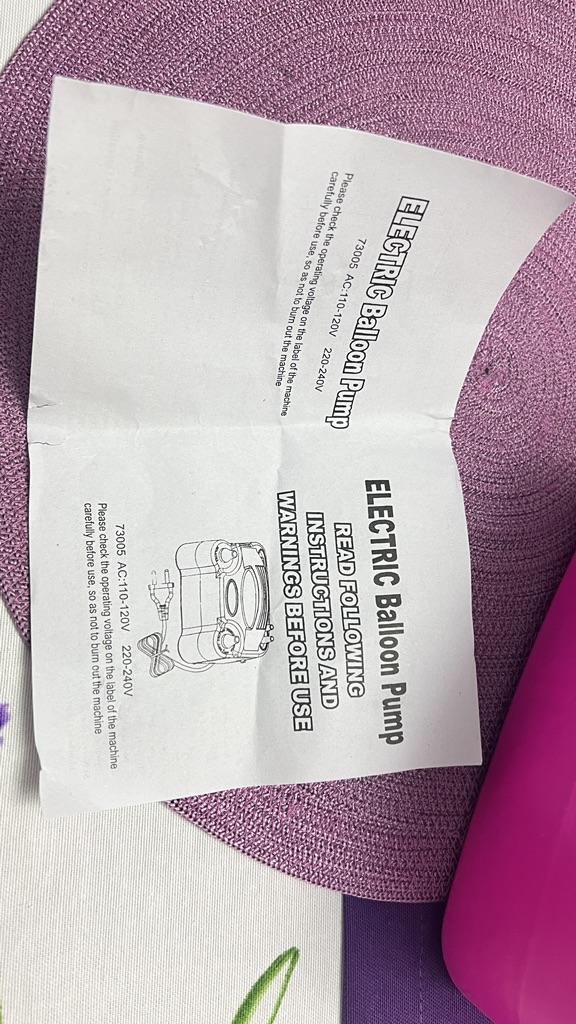 ELECTRIC Balloon Pump
73005 AC:110-120V 220-240V
Please check the operating voltage on the label of the machine
carefully before use, so as not to burn out the machine
ELECTRIC Balloon Pump
READ FOLLOWING
INSTRUCTIONS AND
WARNINGS BEFORE USE
73005 AC:110-120V 220-240V
Please check the operating voltage on the label of the machine
carefully before use, so as not to burn out the machine